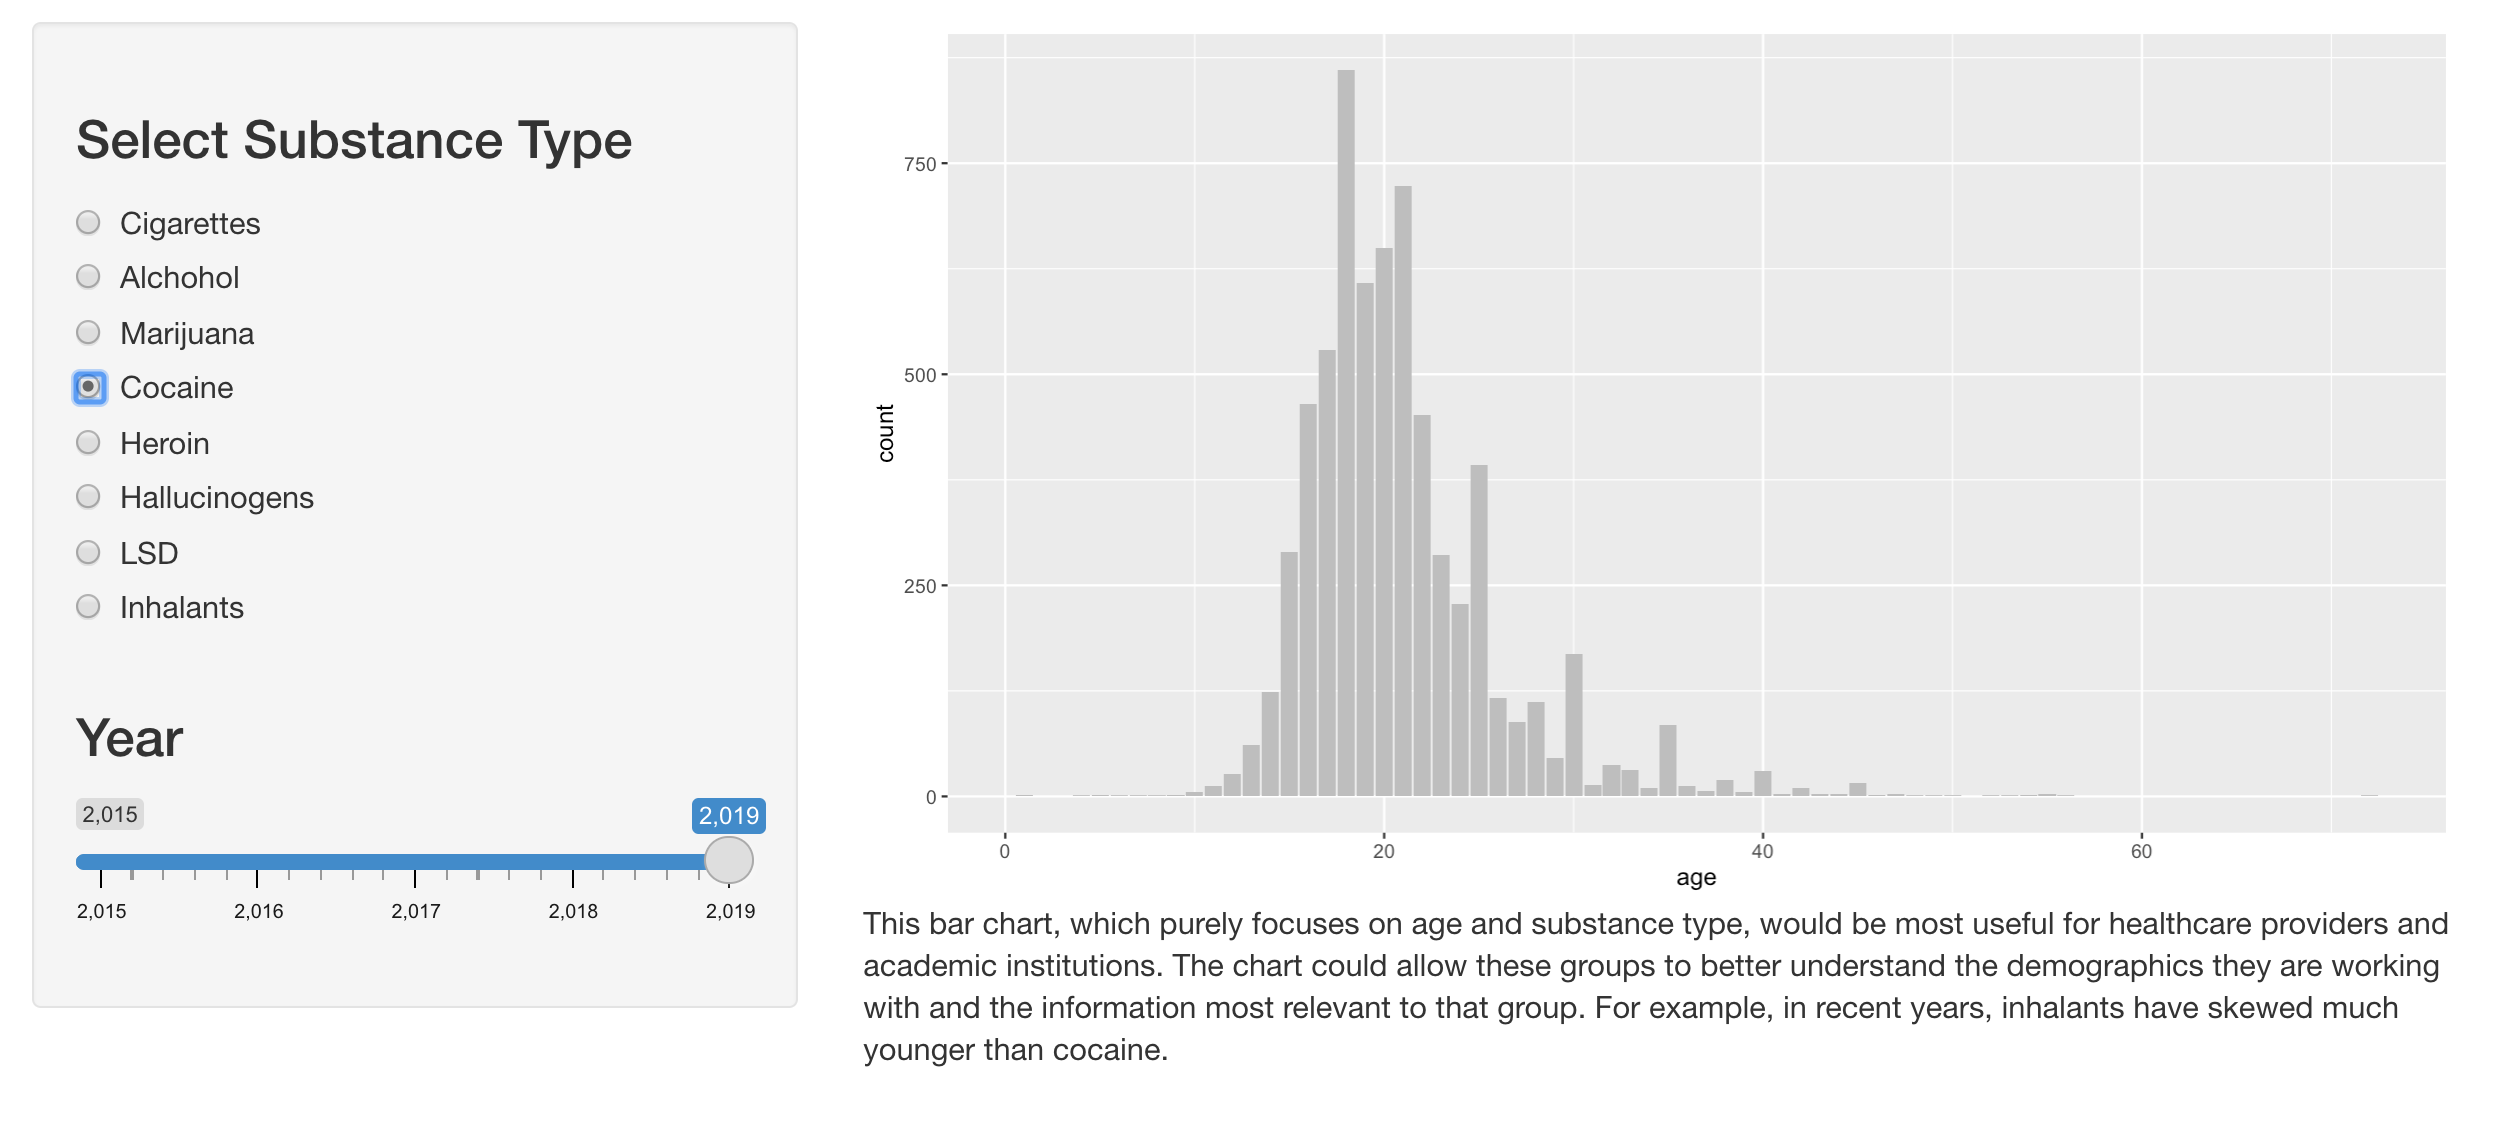 Select Substance Type
Cigarettes
Alchohol
Marijuana
Cocaine
Heroin
Hallucinogens
LSD
Inhalants
Year
2,015
2,019
2,015 2,016 2,017 2,018 2,019
750
500
250
0
count
0 20 40 60
age
This bar chart, which purely focuses on age and substance type, would be most useful for healthcare providers and
academic institutions. The chart could allow these groups to better understand the demographics they are working
with and the information most relevant to that group. For example, in recent years, inhalants have skewed much
younger than cocaine.